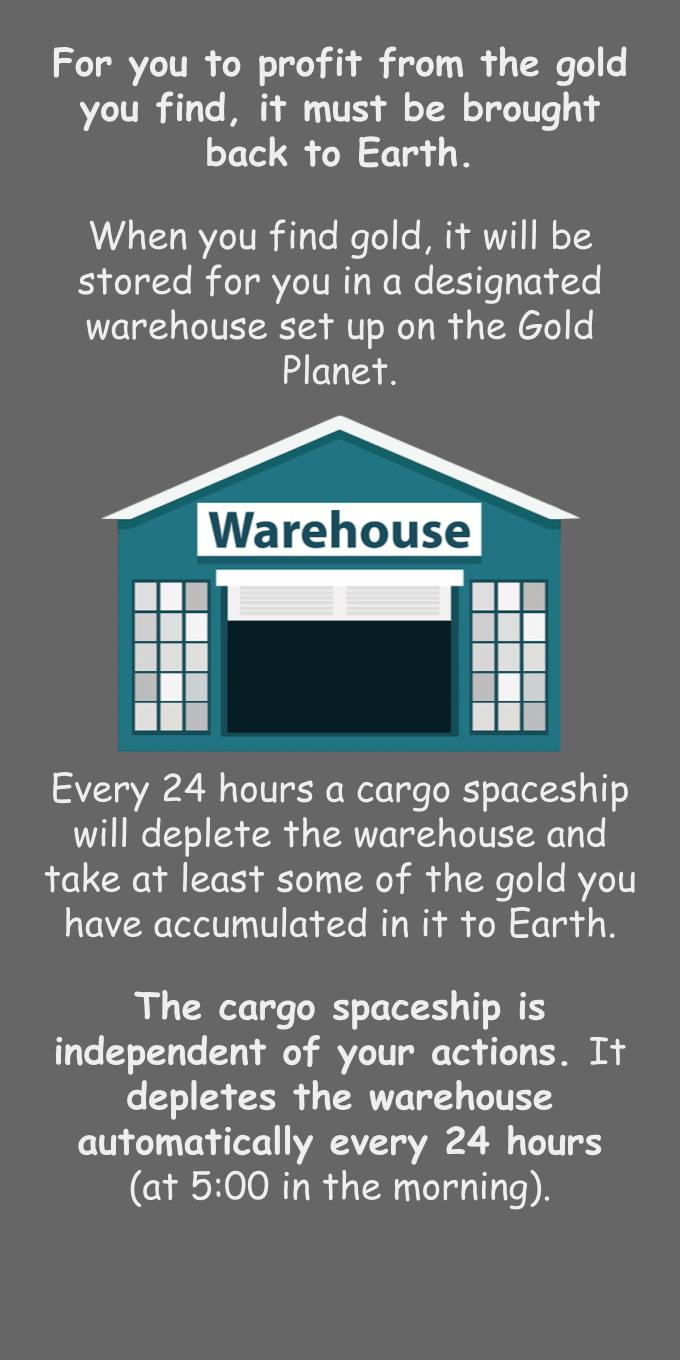 For you to profit from the gold
you find, it must be brought
back to Earth.
When you find gold, it will be
stored for you in a designated
warehouse set up on the Gold
Planet.
Warehouse
Every 24 hours a cargo spaceship
will deplete the warehouse and
take at least some of the gold you
have accumulated in it to Earth.
The cargo spaceship is
independent of your actions. It
depletes the warehouse
automatically every 24 hours
(at 5:00 in the morning).